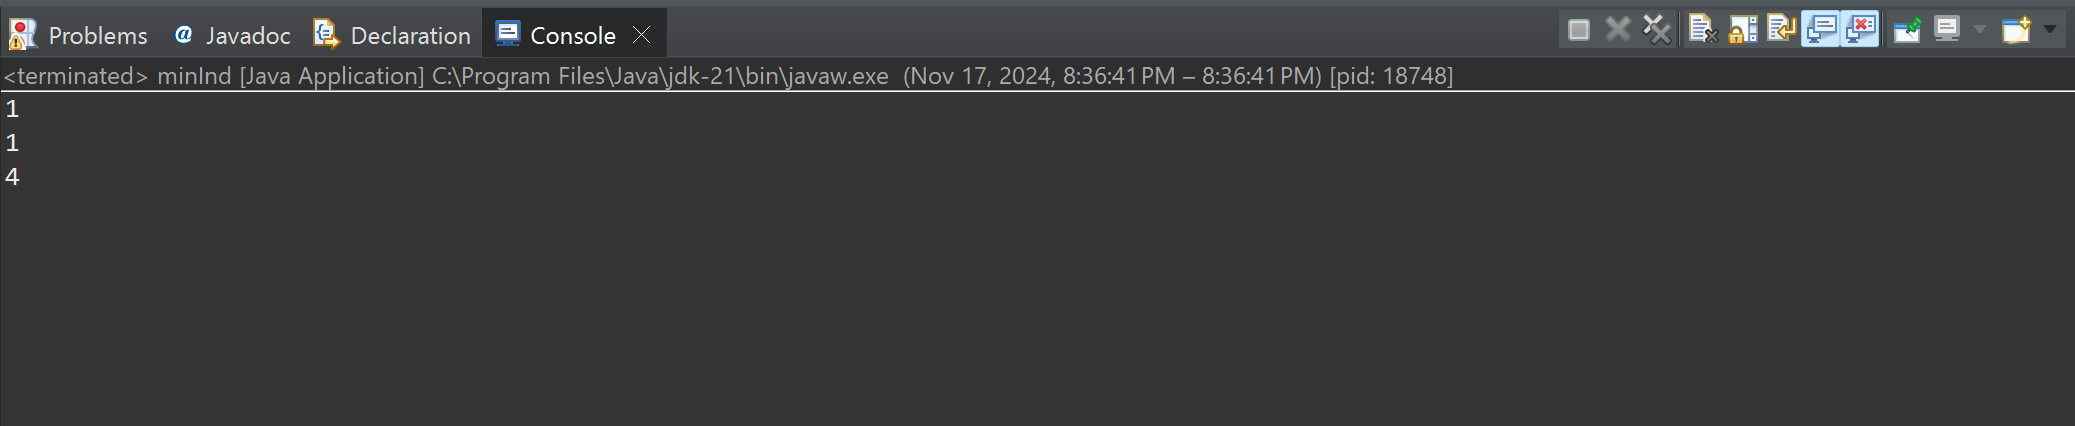 Problems @ Javadoc Declaration Console
<terminated> minInd [Java Application] C:\Program Files\Java\jdk-21\bin\javaw.exe (Nov 17, 2024, 8:36:41 PM – 8:36:41 PM) [pid: 18748]
1
1
4